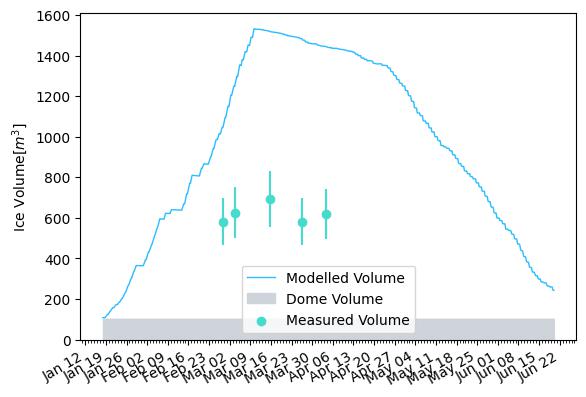 1600
1400
1200
1000
800
600
400
200
0
Ice Volume[m³]
Modelled Volume
Dome Volume
Measured Volume
Jan 12
Jan 19
Jan 26
Feb 02
Feb 09
Feb 16
Feb 23
Mar 02
Mar 09
Mar 16
Mar 23
Mar 30
Apr 06
Apr 13
Apr 20
Apr 27
May 04
May 11
May 18
May 25
Jun 01
Jun 08
Jun 15
Jun 22